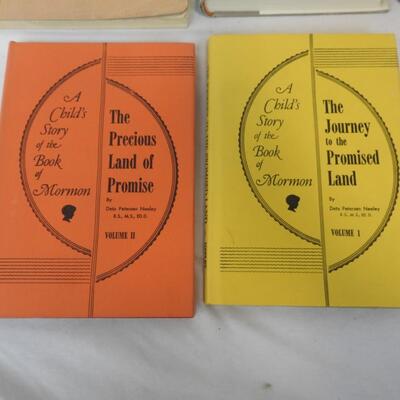 A
Child's
Story
of the
Book
of
Mormon
The
Precious
Land of
Promise
By
Deta Petersen Neeley
B.S., M.S., ED.D.
VOLUME II
A
Child's
Story
of the
Book
of
Mormon
The
Journey
to the
Promised
Land
By
Deta Petersen Neeley
B.S., M.S., ED.D.
VOLUME I